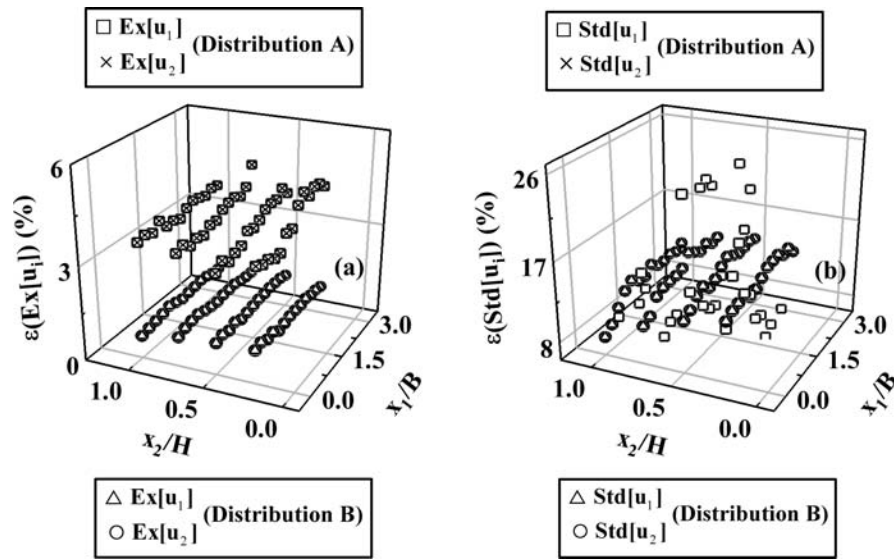 □ Ex[u₁] (Distribution A)
× Ex[u₂]
□ Std[u₁] (Distribution A)
× Std[u₂]
ε(Ex[uᵢ]) (%)
6
3
0
(a)
1.0
0.5
0.0
x₂/H
0.0
1.5
3.0
x₁/B
ε(Std[uᵢ]) (%)
26
17
8
(b)
1.0
0.5
0.0
x₂/H
0.0
1.5
3.0
x₁/B
△ Ex[u₁] (Distribution B)
○ Ex[u₂]
△ Std[u₁] (Distribution B)
○ Std[u₂]